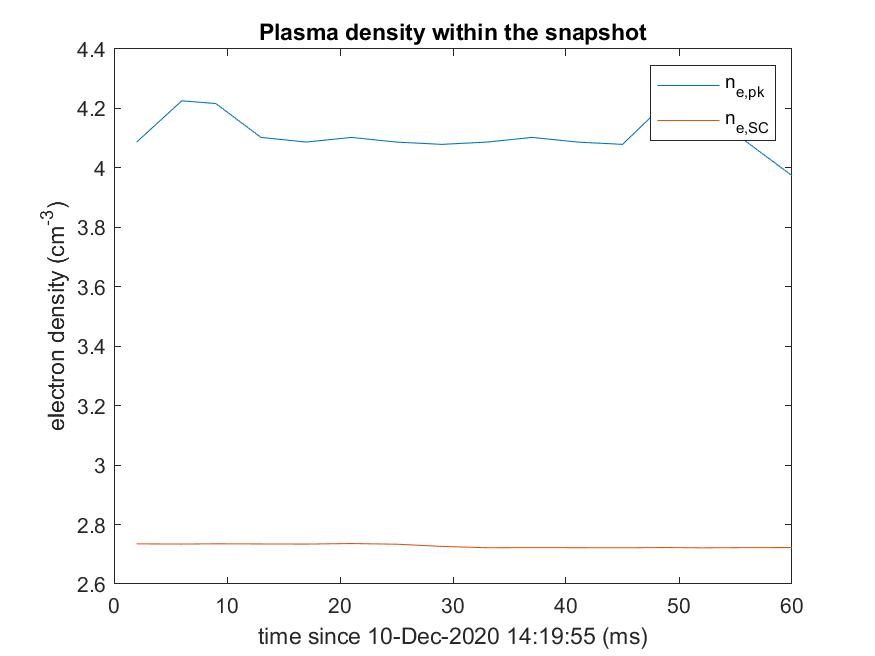 Plasma density within the snapshot
4.4
4.2
4
3.8
3.6
3.4
3.2
3
2.8
2.6
electron density (cm⁻³)
n_e,pk
n_e,SC
0 10 20 30 40 50 60
time since 10-Dec-2020 14:19:55 (ms)